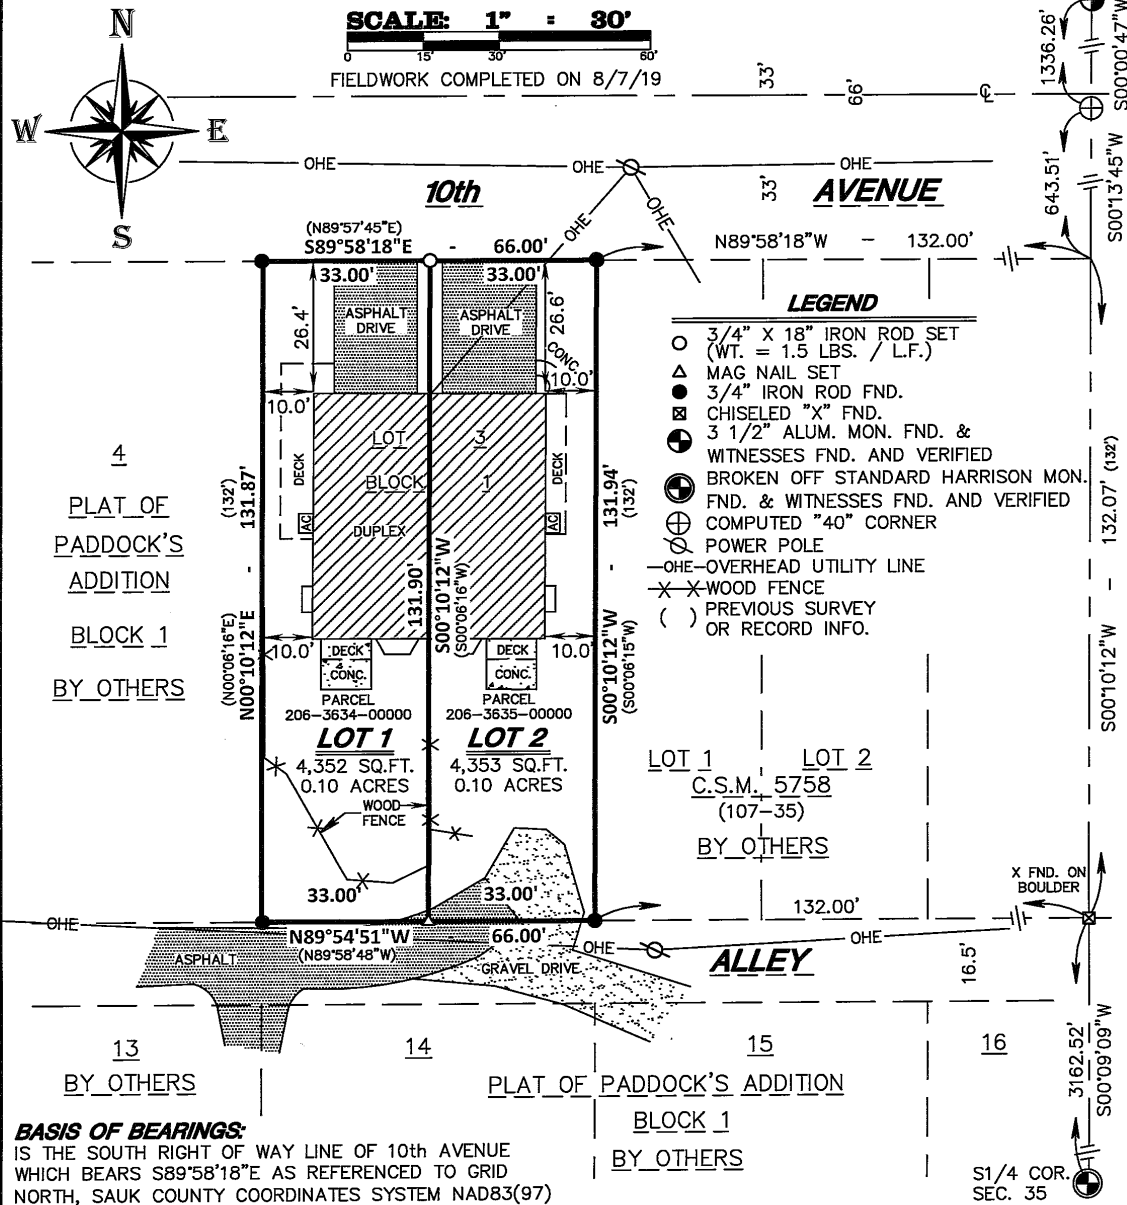 N
W
E
S
SCALE: 1" = 30'
0 15' 30' 60'
FIELDWORK COMPLETED ON 8/7/19
33'
66'
℄
1336.26'
S00°00'47"W
643.51'
S00°13'45"W
OHE
OHE
OHE
33'
10th
AVENUE
OHE
OHE
(N89°57'45"E)
S89°58'18"E - 66.00'
N89°58'18"W - 132.00'
33.00'
33.00'
26.4'
26.6'
ASPHALT
DRIVE
ASPHALT
DRIVE
CONC.
10.0'
10.0'
LEGEND
3/4" X 18" IRON ROD SET
(WT. = 1.5 LBS. / L.F.)
MAG NAIL SET
3/4" IRON ROD FND.
CHISELED "X" FND.
3 1/2" ALUM. MON. FND. &
WITNESSES FND. AND VERIFIED
BROKEN OFF STANDARD HARRISON MON.
FND. & WITNESSES FND. AND VERIFIED
COMPUTED "40" CORNER
POWER POLE
-OHE-OVERHEAD UTILITY LINE
WOOD FENCE
( ) PREVIOUS SURVEY
OR RECORD INFO.
4
PLAT OF
PADDOCK'S
ADDITION
BLOCK 1
BY OTHERS
(N00°06'16"E) (132')
N00°10'12"E - 131.87'
LOT 3
BLOCK 1
DUPLEX
DECK
DECK
AC
AC
131.90'
S00°10'12"W
(S00°06'16"W)
131.94'
(132')
-
S00°10'12"W
(S00°06'15"W)
S00°10'12"W - 132.07' (132')
10.0'
10.0'
DECK
CONC.
DECK
CONC.
PARCEL
206-3634-00000
PARCEL
206-3635-00000
LOT 1
4,352 SQ.FT.
0.10 ACRES
LOT 2
4,353 SQ.FT.
0.10 ACRES
WOOD
FENCE
LOT 1
LOT 2
C.S.M. 5758
(107-35)
BY OTHERS
X FND. ON
BOULDER
33.00'
33.00'
132.00'
OHE
N89°54'51"W - 66.00'
(N89°58'48"W)
OHE
OHE
ASPHALT
GRAVEL DRIVE
ALLEY
16.5'
13
BY OTHERS
14
15
16
PLAT OF PADDOCK'S ADDITION
BLOCK 1
BY OTHERS
3162.52'
S00°09'09"W
BASIS OF BEARINGS:
IS THE SOUTH RIGHT OF WAY LINE OF 10th AVENUE
WHICH BEARS S89°58'18"E AS REFERENCED TO GRID
NORTH, SAUK COUNTY COORDINATES SYSTEM NAD83(97)
S1/4 COR.
SEC. 35